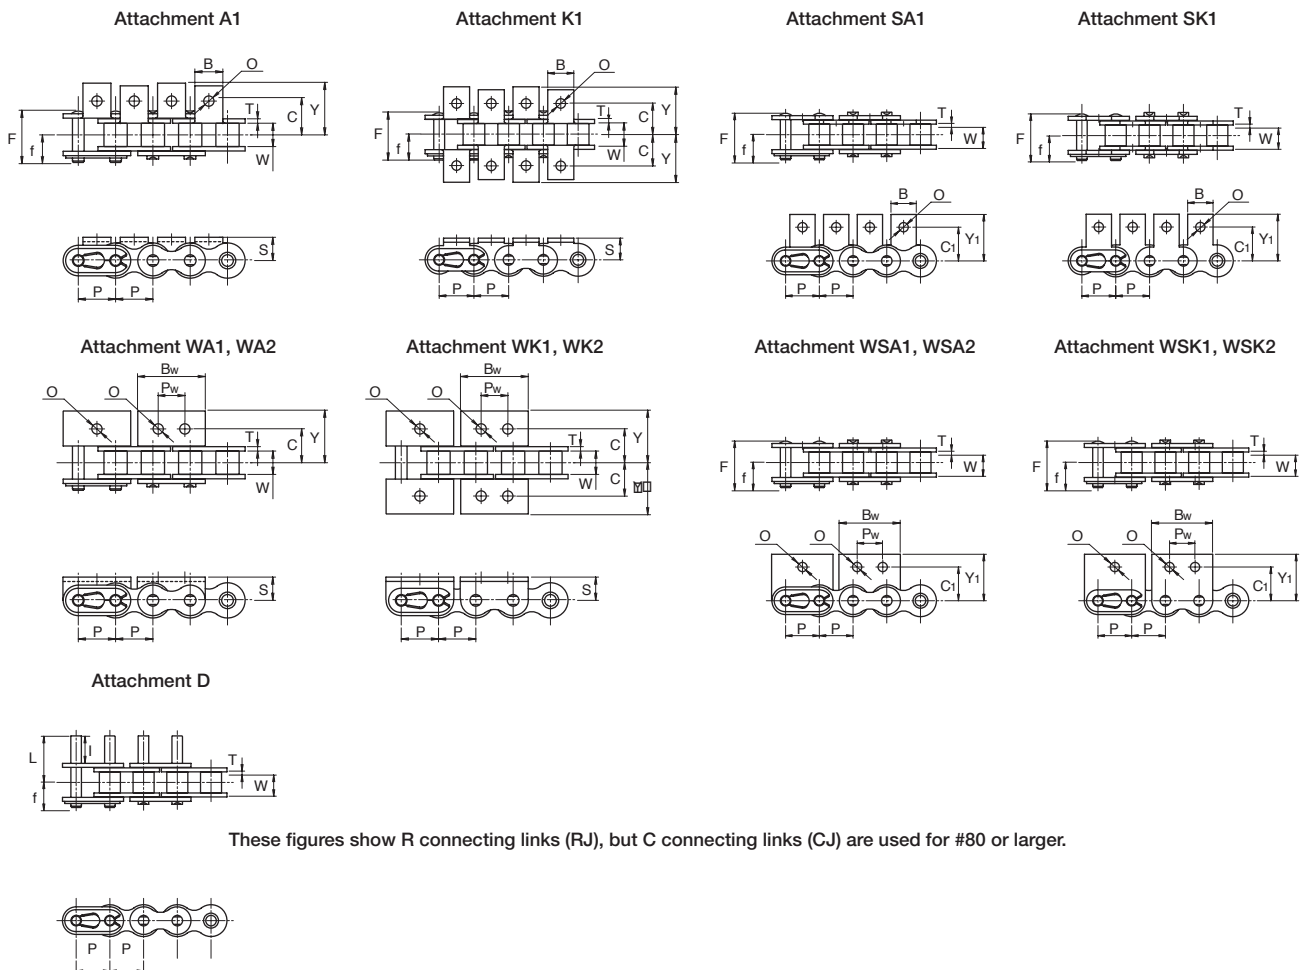 Attachment A1
Attachment K1
Attachment SA1
Attachment SK1
B O
T C Y
F f W
S
P P
B O
T C Y
F f W C Y
S
P P
T
F f W
B O
C1 Y1
P P
T
F f W
B O
C1 Y1
P P
Attachment WA1, WA2
Attachment WK1, WK2
Attachment WSA1, WSA2
Attachment WSK1, WSK2
Bw
O O Pw
T C Y
W
S
P P
Bw
O O Pw
T C Y
W C
S
P P
T
F f W
Bw
O O Pw
C1 Y1
P P
T
F f W
Bw
O O Pw
C1 Y1
P P
Attachment D
L l T
f W
These figures show R connecting links (RJ), but C connecting links (CJ) are used for #80 or larger.
P P